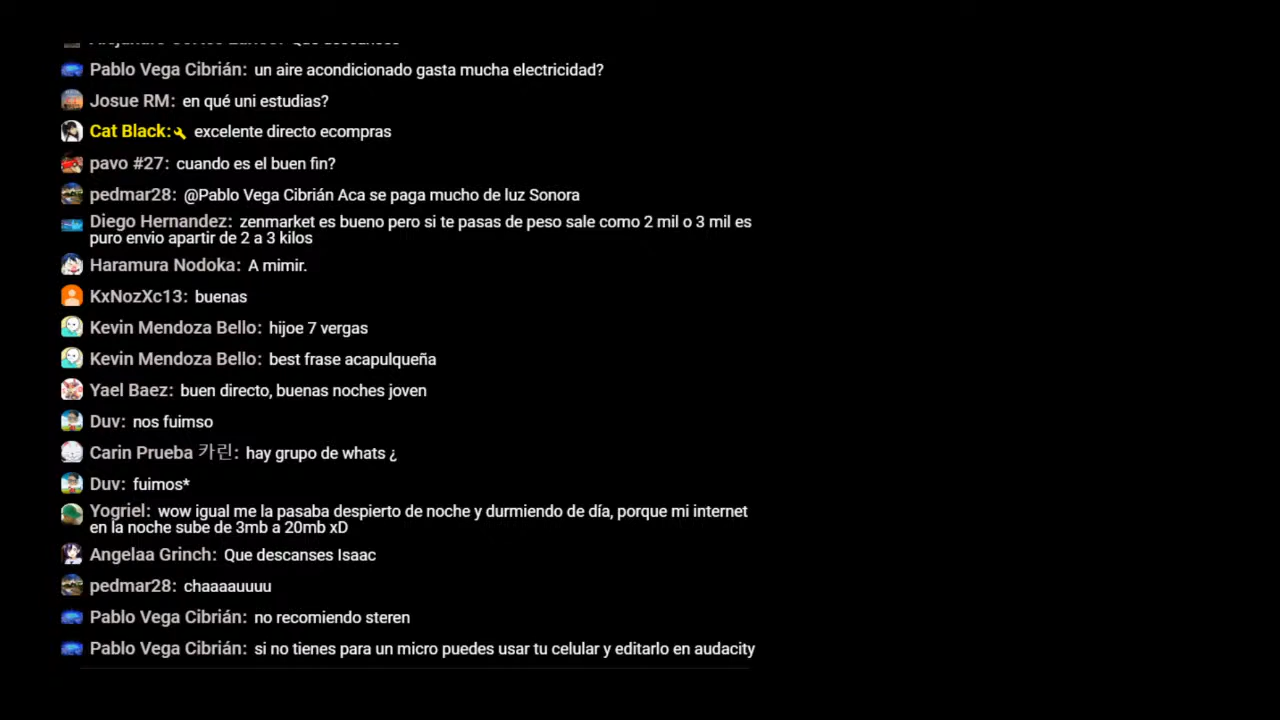 Pablo Vega Cibrián: un aire acondicionado gasta mucha electricidad?
Josue RM: en qué uni estudias?
Cat Black: excelente directo ecompras
pavo #27: cuando es el buen fin?
pedmar28: @Pablo Vega Cibrián Aca se paga mucho de luz Sonora
Diego Hernandez: zenmarket es bueno pero si te pasas de peso sale como 2 mil o 3 mil es
puro envio apartir de 2 a 3 kilos
Haramura Nodoka: A mimir.
KxNozXc13: buenas
Kevin Mendoza Bello: hijoe 7 vergas
Kevin Mendoza Bello: best frase acapulqueña
Yael Baez: buen directo, buenas noches joven
Duv: nos fuimso
Carin Prueba 카린: hay grupo de whats ¿
Duv: fuimos*
Yogriel: wow igual me la pasaba despierto de noche y durmiendo de día, porque mi internet
en la noche sube de 3mb a 20mb xD
Angelaa Grinch: Que descanses Isaac
pedmar28: chaaaauuuu
Pablo Vega Cibrián: no recomiendo steren
Pablo Vega Cibrián: si no tienes para un micro puedes usar tu celular y editarlo en audacity